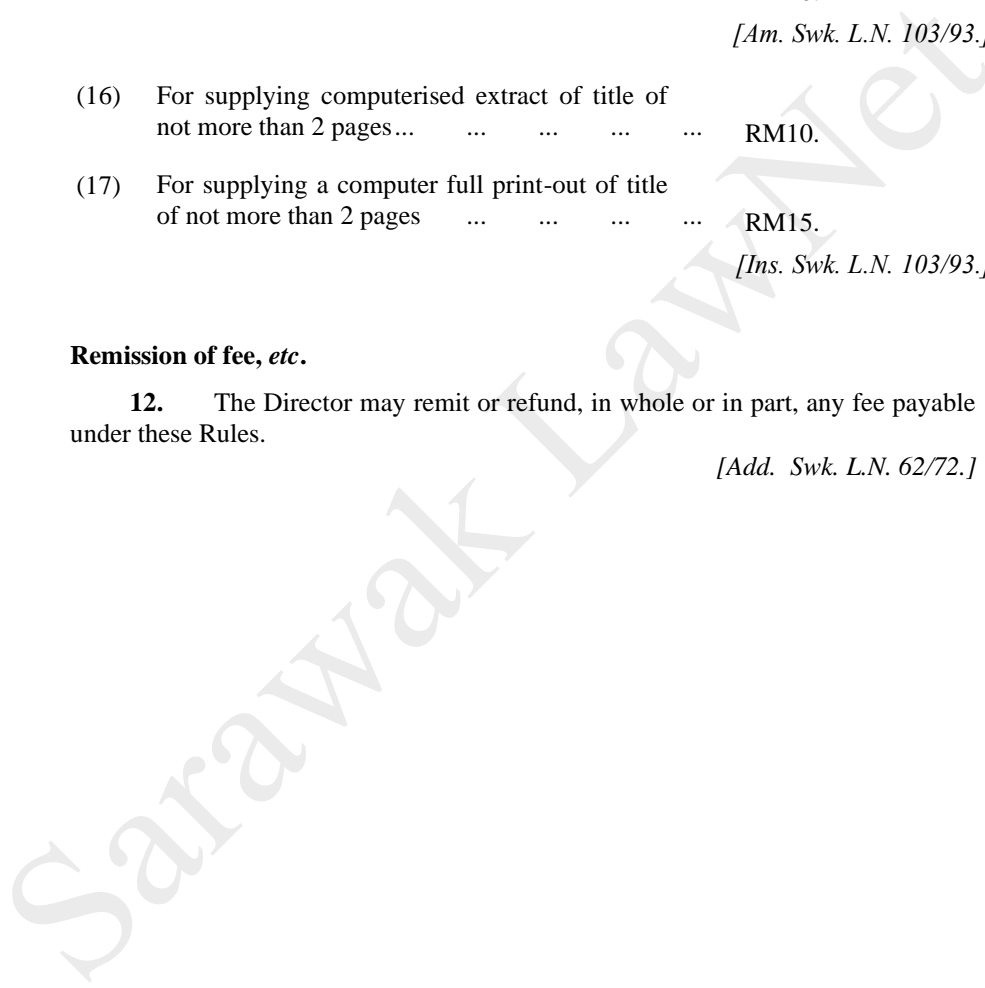 [Am. Swk. L.N. 103/93.]
(16) For supplying computerised extract of title of
not more than 2 pages... ... ... ... ... RM10.
(17) For supplying a computer full print-out of title
of not more than 2 pages ... ... ... ... RM15.
[Ins. Swk. L.N. 103/93.]
Remission of fee, etc.
12. The Director may remit or refund, in whole or in part, any fee payable
under these Rules.
[Add. Swk. L.N. 62/72.]
Sarawak LawNet